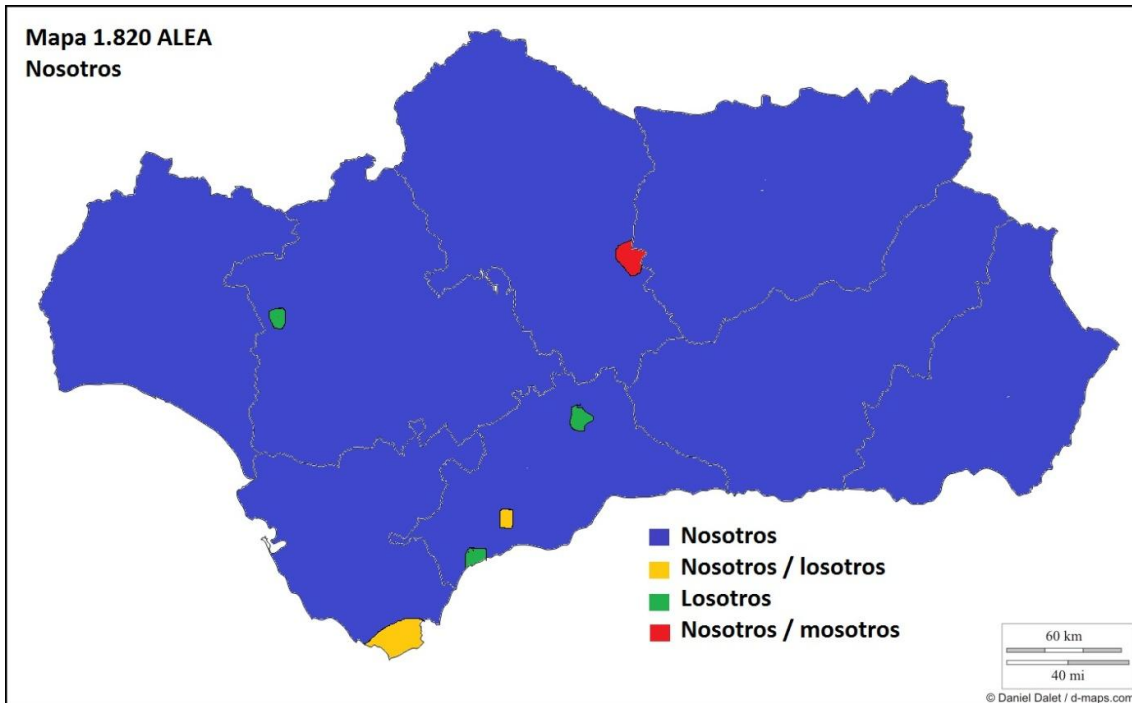 Mapa 1.820 ALEA
Nosotros
Nosotros
Nosotros / losotros
Losotros
Nosotros / mosotros
60 km
40 mi
© Daniel Dalet / d-maps.com